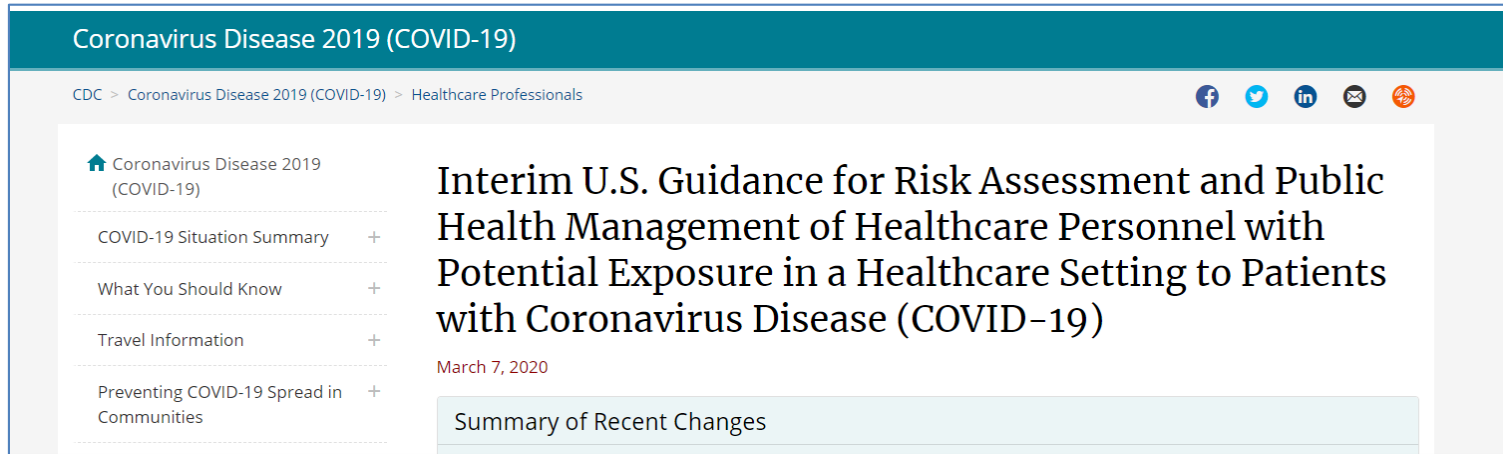 Coronavirus Disease 2019 (COVID-19)
CDC > Coronavirus Disease 2019 (COVID-19) > Healthcare Professionals
Coronavirus Disease 2019
(COVID-19)
COVID-19 Situation Summary
What You Should Know
Travel Information
Preventing COVID-19 Spread in
Communities
Interim U.S. Guidance for Risk Assessment and Public
Health Management of Healthcare Personnel with
Potential Exposure in a Healthcare Setting to Patients
with Coronavirus Disease (COVID-19)
March 7, 2020
Summary of Recent Changes